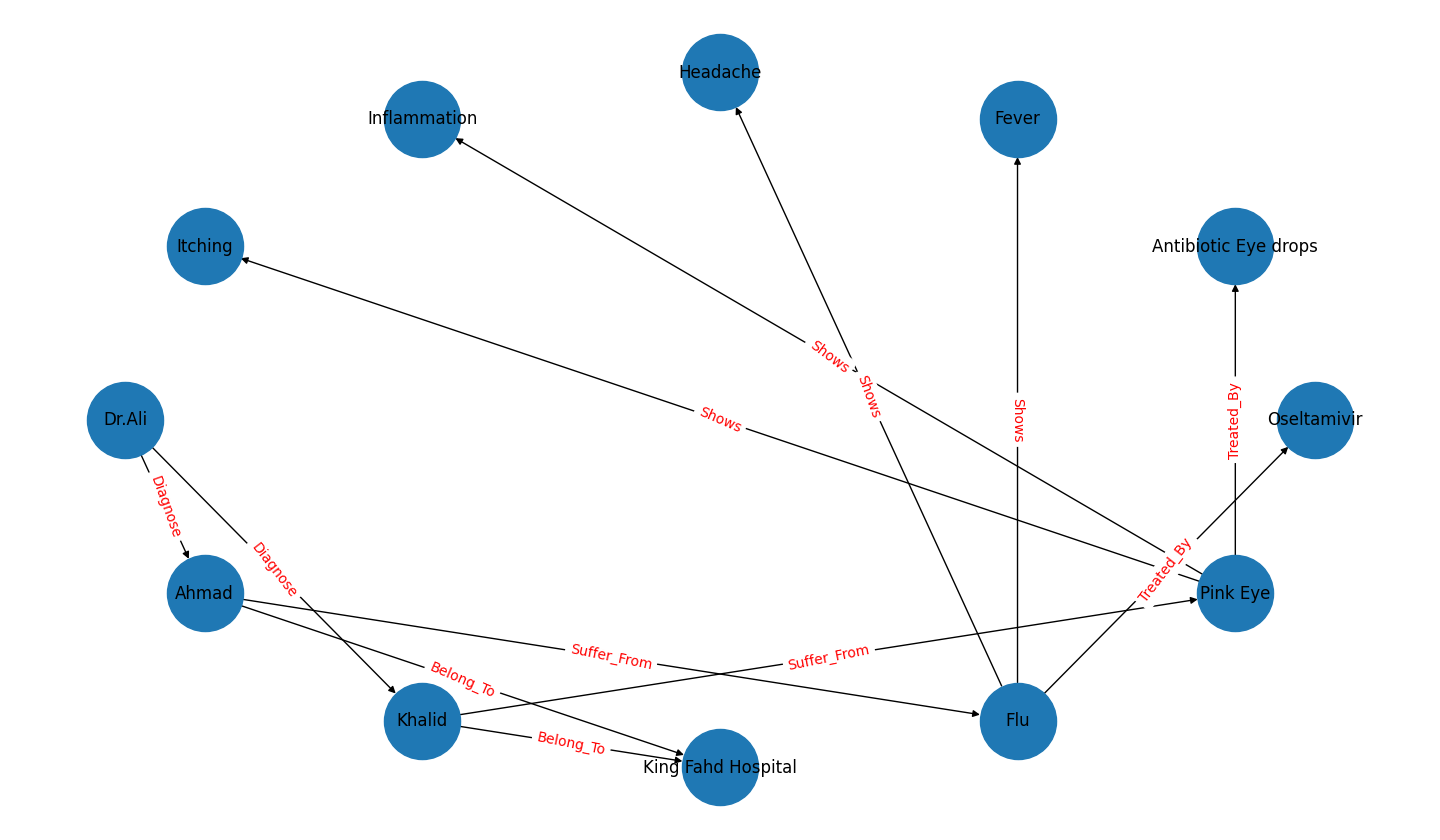 Headache
Inflammation
Fever
Itching
Antibiotic Eye drops
Shows
Shows
Shows
Shows
Treated_By
Dr.Ali
Oseltamivir
Diagnose
Diagnose
Treated_By
Ahmad
Pink Eye
Suffer_From
Suffer_From
Belong_To
Khalid
Flu
Belong_To
King Fahd Hospital